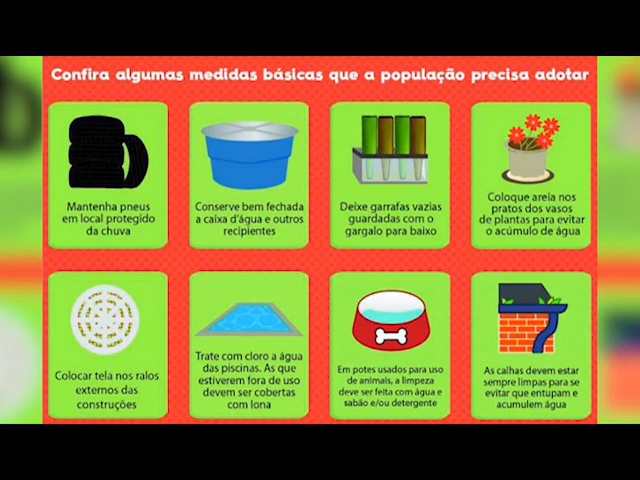 Confira algumas medidas básicas que a população precisa adotar
Mantenha pneus
em local protegido
da chuva
Conserve bem fechada
a caixa d'água e outros
recipientes
Deixe garrafas vazias
guardadas com o
gargalo para baixo
Coloque areia nos
pratos dos vasos
de plantas para evitar
o acúmulo de água
Colocar tela nos ralos
externos das
construções
Trate com cloro a água
das piscinas. As que
estiverem fora de uso
devem ser cobertas
com lona
Em potes usados para uso
de animais, a limpeza
deve ser feita com água e
sabão e/ou detergente
As calhas devem estar
sempre limpas para se
evitar que entupam e
acumulem água